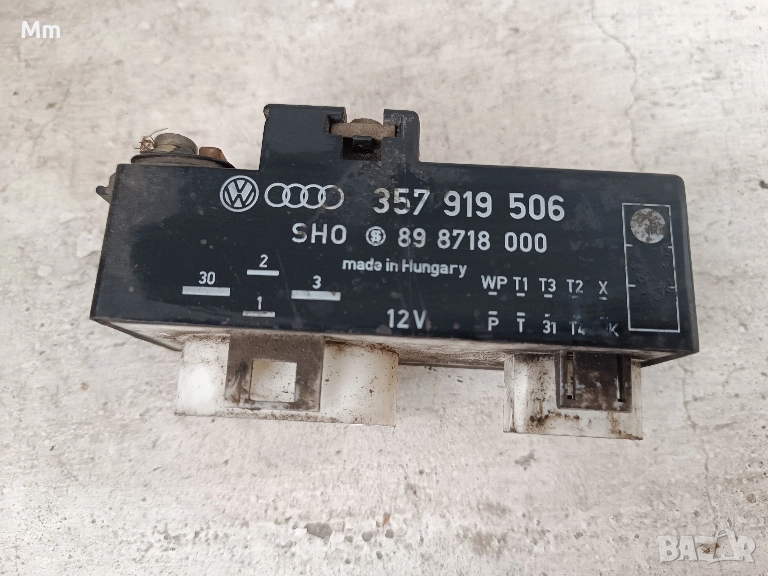 Mm
357 919 506
SHO 89 8718 000
made in Hungary
2
30
3
1
12V
WP T1 T3 T2 X
P T 31 T4 K
BAZAR